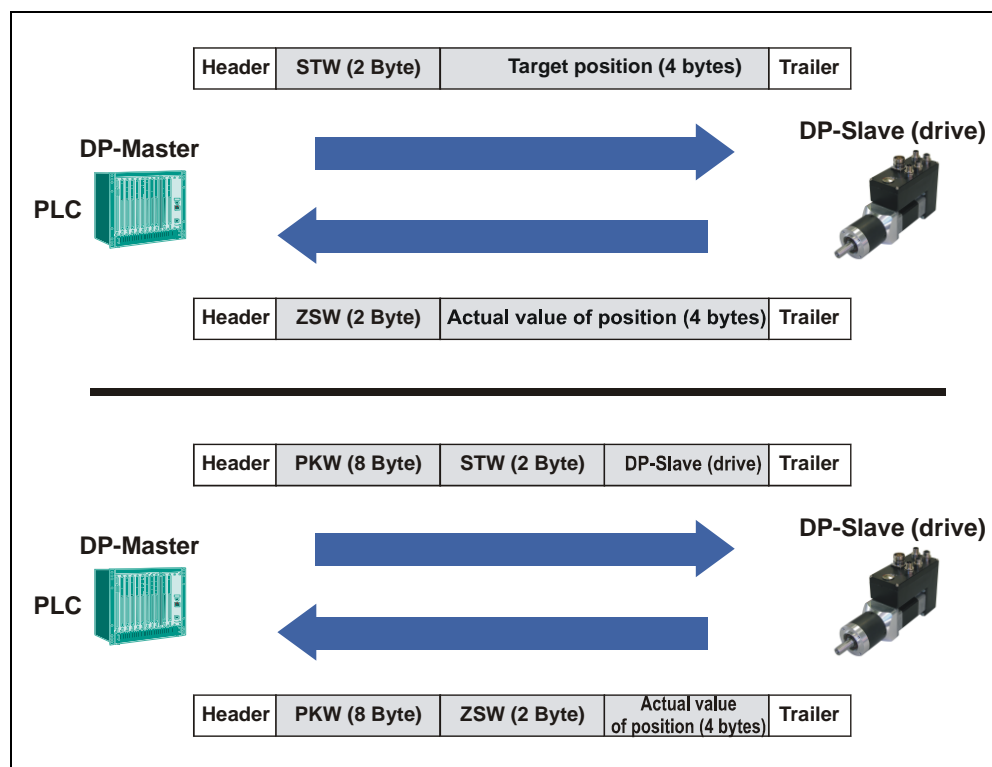 Header STW (2 Byte) Target position (4 bytes) Trailer
DP-Master
DP-Slave (drive)
PLC
Header ZSW (2 Byte) Actual value of position (4 bytes) Trailer
Header PKW (8 Byte) STW (2 Byte) DP-Slave (drive) Trailer
DP-Master
DP-Slave (drive)
PLC
Header PKW (8 Byte) ZSW (2 Byte) Actual value
of position (4 bytes) Trailer